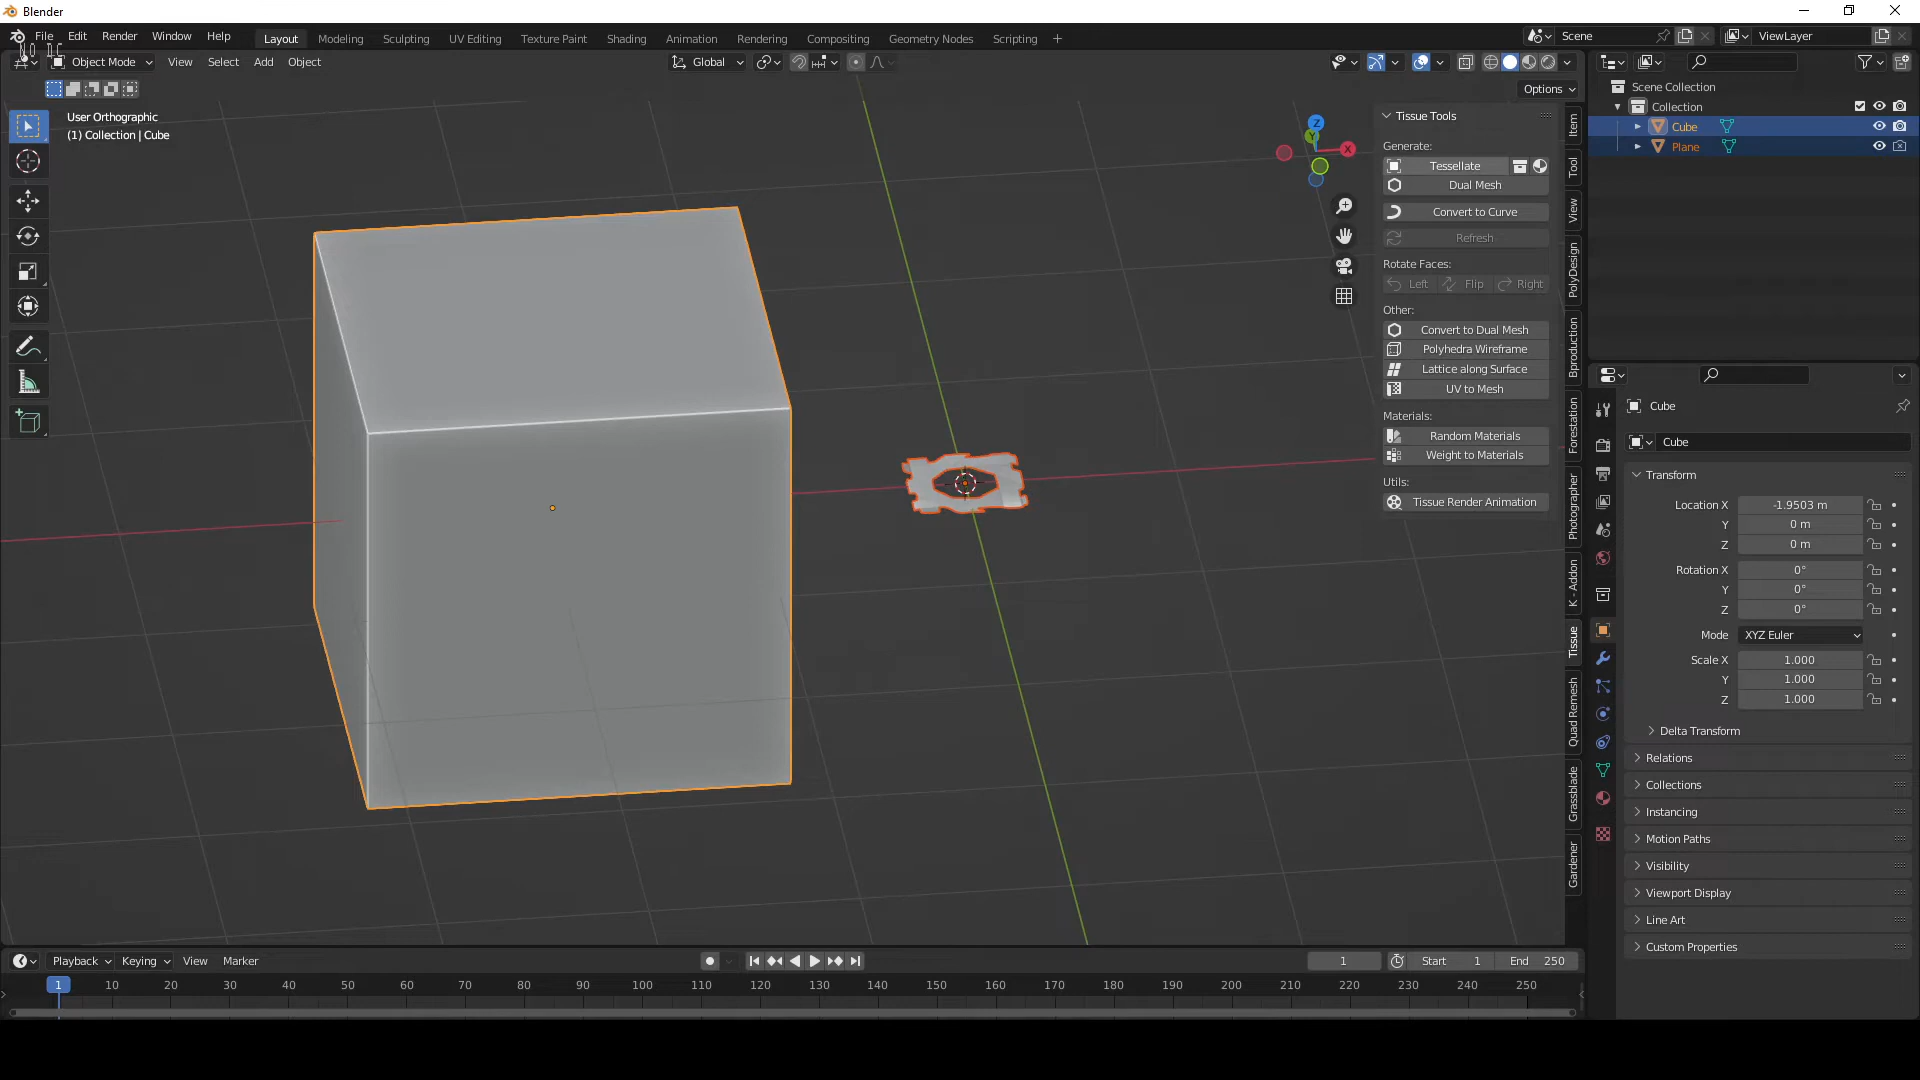 Blender
File Edit Render Window Help
Layout Modeling Sculpting UV Editing Texture Paint Shading Animation Rendering Compositing Geometry Nodes Scripting +
Scene ViewLayer
Object Mode View Select Add Object
Global
Options
User Orthographic
(1) Collection | Cube
Z
Y
X
Tissue Tools
Generate:
Tessellate
Dual Mesh
Convert to Curve
Refresh
Rotate Faces:
Left Flip Right
Other:
Convert to Dual Mesh
Polyhedra Wireframe
Lattice along Surface
UV to Mesh
Materials:
Random Materials
Weight to Materials
Utils:
Tissue Render Animation
Item
Tool
View
PolyDesign
Bproduction
Forestation
Photographer
K - Addon
Tissue
Quad Remesh
Grassblade
Gardener
Scene Collection
Collection
Cube
Plane
Cube
Cube
Transform
Location X -1.9503 m
Y 0 m
Z 0 m
Rotation X 0°
Y 0°
Z 0°
Mode XYZ Euler
Scale X 1.000
Y 1.000
Z 1.000
Delta Transform
Relations
Collections
Instancing
Motion Paths
Visibility
Viewport Display
Line Art
Custom Properties
Playback Keying View Marker
1 Start 1 End 250
1 10 20 30 40 50 60 70 80 90 100 110 120 130 140 150 160 170 180 190 200 210 220 230 240 250